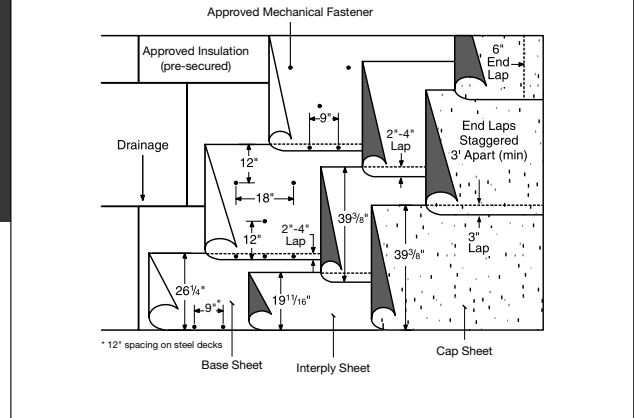 Approved Mechanical Fastener
Approved Insulation
(pre-secured)
6"
End
Lap
9"
End Laps
Staggered
3' Apart (min)
2"-4"
Lap
Drainage
12"
18"
39⅜"
12"
2"-4"
Lap
3"
Lap
39⅜"
26¼"
19¹¹⁄₁₆"
9"*
* 12" spacing on steel decks
Base Sheet
Interply Sheet
Cap Sheet